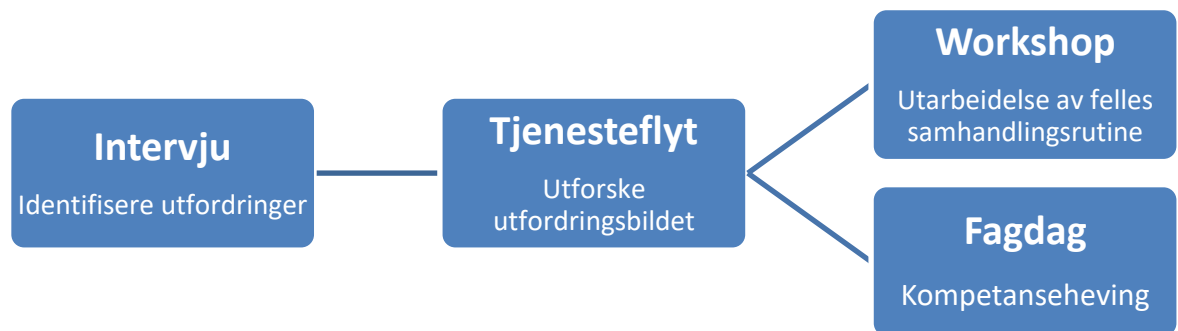 Intervju
Identifisere utfordringer
Tjenesteflyt
Utforske
utfordringsbildet
Workshop
Utarbeidelse av felles
samhandlingsrutine
Fagdag
Kompetanseheving